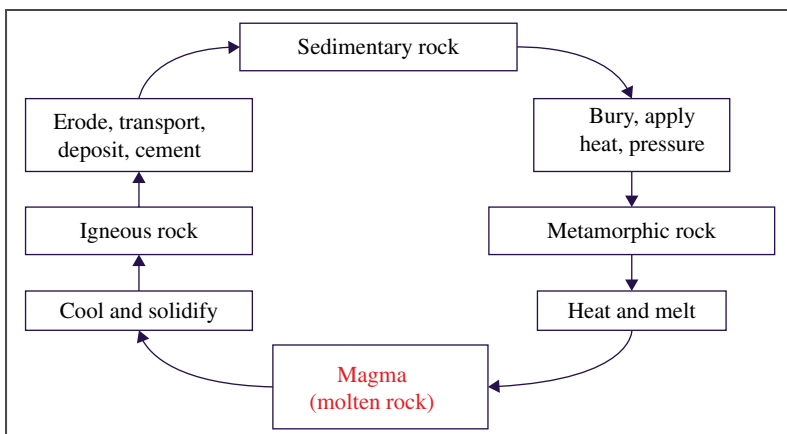 Sedimentary rock
Erode, transport,
deposit, cement
Bury, apply
heat, pressure
Igneous rock
Metamorphic rock
Cool and solidify
Heat and melt
Magma
(molten rock)